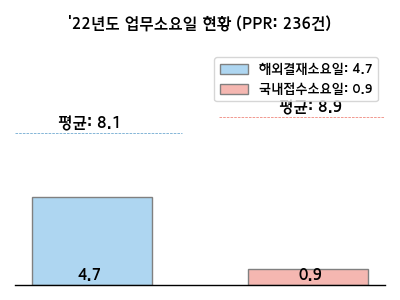 '22년도 업무소요일 현황 (PPR: 236건)
해외결재소요일: 4.7
국내접수소요일: 0.9
평균: 8.9
평균: 8.1
4.7
0.9